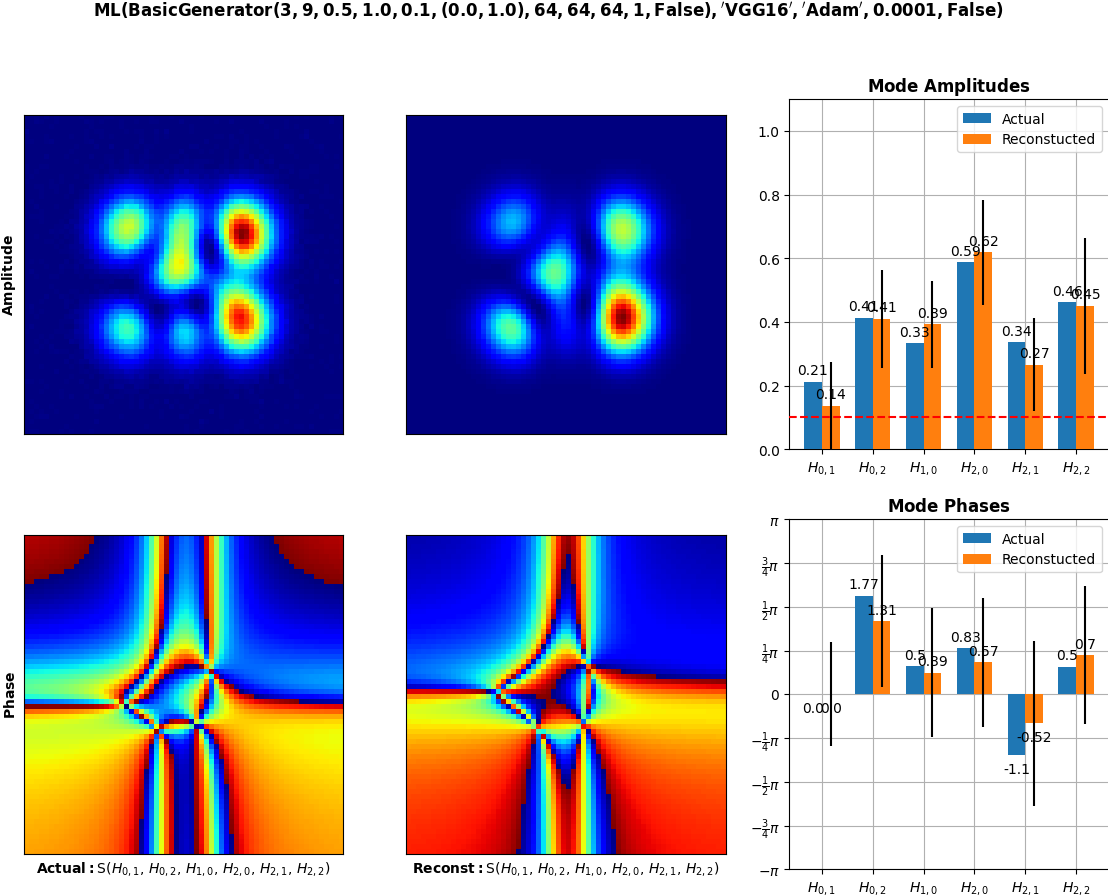 ML(BasicGenerator(3, 9, 0.5, 1.0, 0.1, (0.0, 1.0), 64, 64, 64, 1, False), 'VGG16', 'Adam', 0.0001, False)
Amplitude
Mode Amplitudes
Actual
Reconstucted
1.0
0.8
0.6
0.4
0.2
0.0
0.21
0.14
0.41
0.41
0.33
0.39
0.59
0.62
0.34
0.27
0.46
0.45
H0,1 H0,2 H1,0 H2,0 H2,1 H2,2
Phase
Actual: S(H0,1, H0,2, H1,0, H2,0, H2,1, H2,2)
Reconst: S(H0,1, H0,2, H1,0, H2,0, H2,1, H2,2)
Mode Phases
Actual
Reconstucted
π
3/4π
1/2π
1/4π
0
−1/4π
−1/2π
−3/4π
−π
0.0
0.0
1.77
1.31
0.5
0.39
0.83
0.57
-1.1
-0.52
0.5
0.7
H0,1 H0,2 H1,0 H2,0 H2,1 H2,2